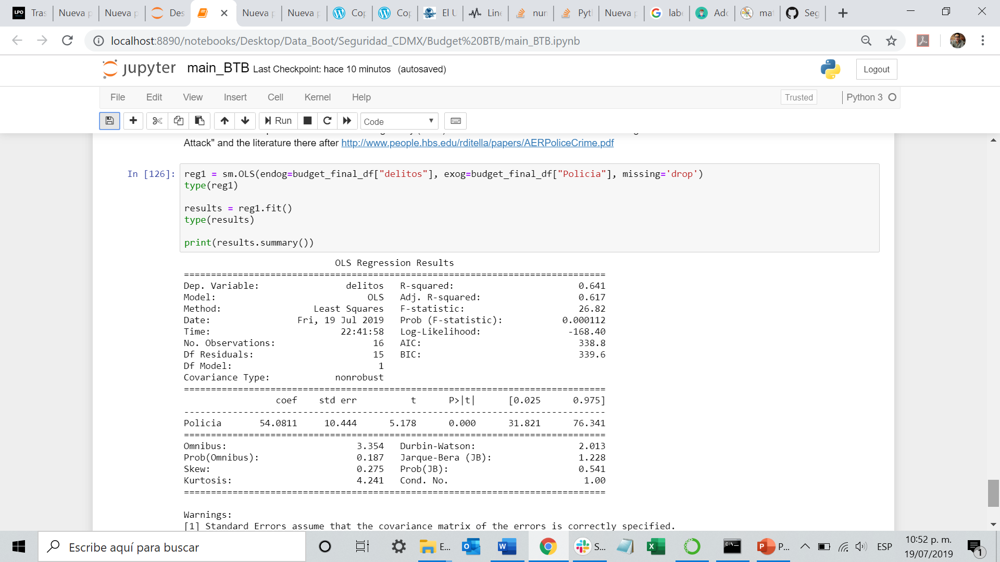 LPO Tras Nueva p Nueva p Des Nueva p Nueva p Cop Cop El U Line nun Pyt Nueva p labe Adc mat Seg
localhost:8890/notebooks/Desktop/Data_Boot/Seguridad_CDMX/Budget%20BTB/main_BTB.ipynb
jupyter main_BTB Last Checkpoint: hace 10 minutos (autosaved) Logout
File Edit View Insert Cell Kernel Help Trusted Python 3
Run Code
Attack" and the literature there after http://www.people.hbs.edu/rditella/papers/AERPoliceCrime.pdf
In [126]: reg1 = sm.OLS(endog=budget_final_df["delitos"], exog=budget_final_df["Policia"], missing='drop')
type(reg1)
results = reg1.fit()
type(results)
print(results.summary())
OLS Regression Results
==============================================================================
Dep. Variable: delitos R-squared: 0.641
Model: OLS Adj. R-squared: 0.617
Method: Least Squares F-statistic: 26.82
Date: Fri, 19 Jul 2019 Prob (F-statistic): 0.000112
Time: 22:41:58 Log-Likelihood: -168.40
No. Observations: 16 AIC: 338.8
Df Residuals: 15 BIC: 339.6
Df Model: 1
Covariance Type: nonrobust
==============================================================================
coef std err t P>|t| [0.025 0.975]
------------------------------------------------------------------------------
Policia 54.0811 10.444 5.178 0.000 31.821 76.341
==============================================================================
Omnibus: 3.354 Durbin-Watson: 2.013
Prob(Omnibus): 0.187 Jarque-Bera (JB): 1.228
Skew: 0.275 Prob(JB): 0.541
Kurtosis: 4.241 Cond. No. 1.00
==============================================================================
Warnings:
[1] Standard Errors assume that the covariance matrix of the errors is correctly specified.
Escribe aquí para buscar E... S... P... ESP 10:52 p. m.
19/07/2019 1